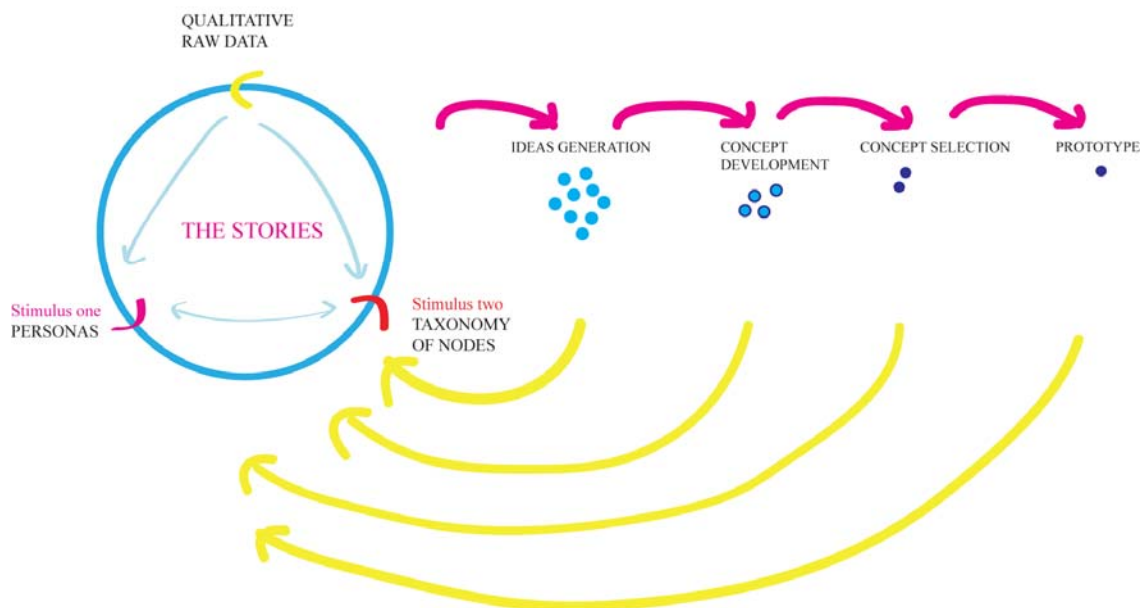 QUALITATIVE
RAW DATA
THE STORIES
Stimulus one
PERSONAS
Stimulus two
TAXONOMY
OF NODES
IDEAS GENERATION
CONCEPT
DEVELOPMENT
CONCEPT SELECTION
PROTOTYPE